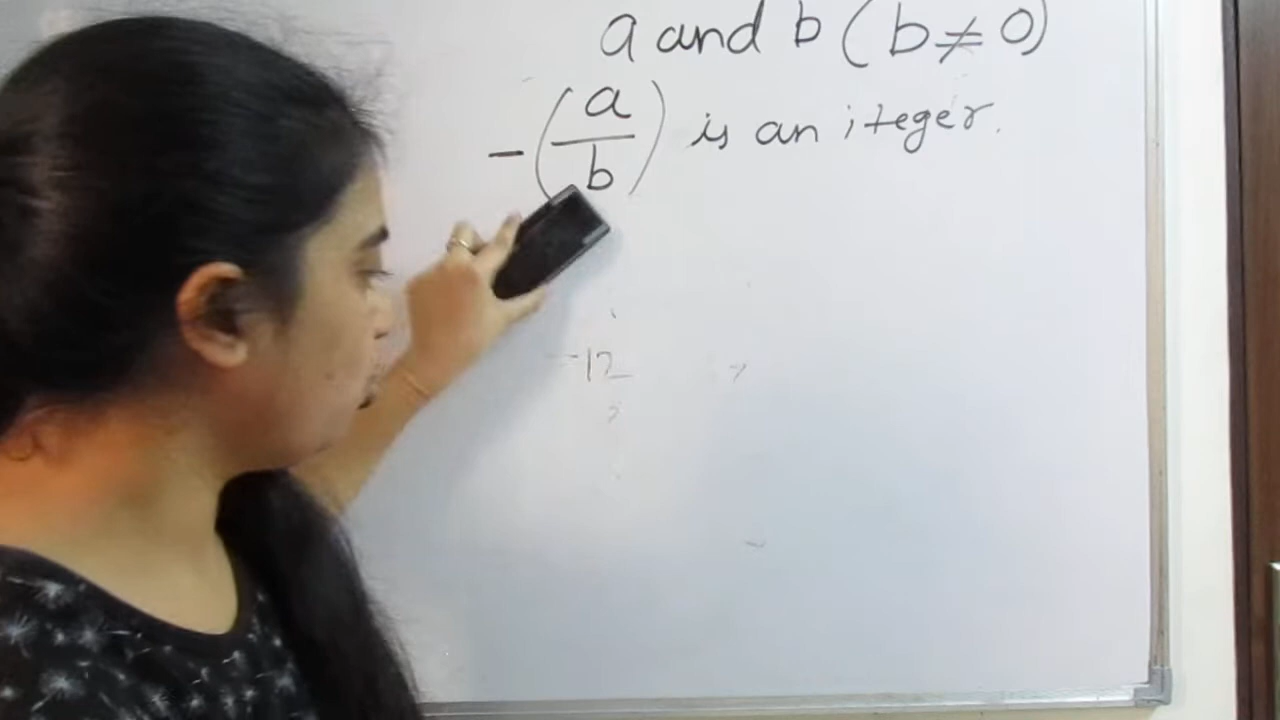 a and b ( b ≠ 0)
-(a/b) is an iteger.
-12